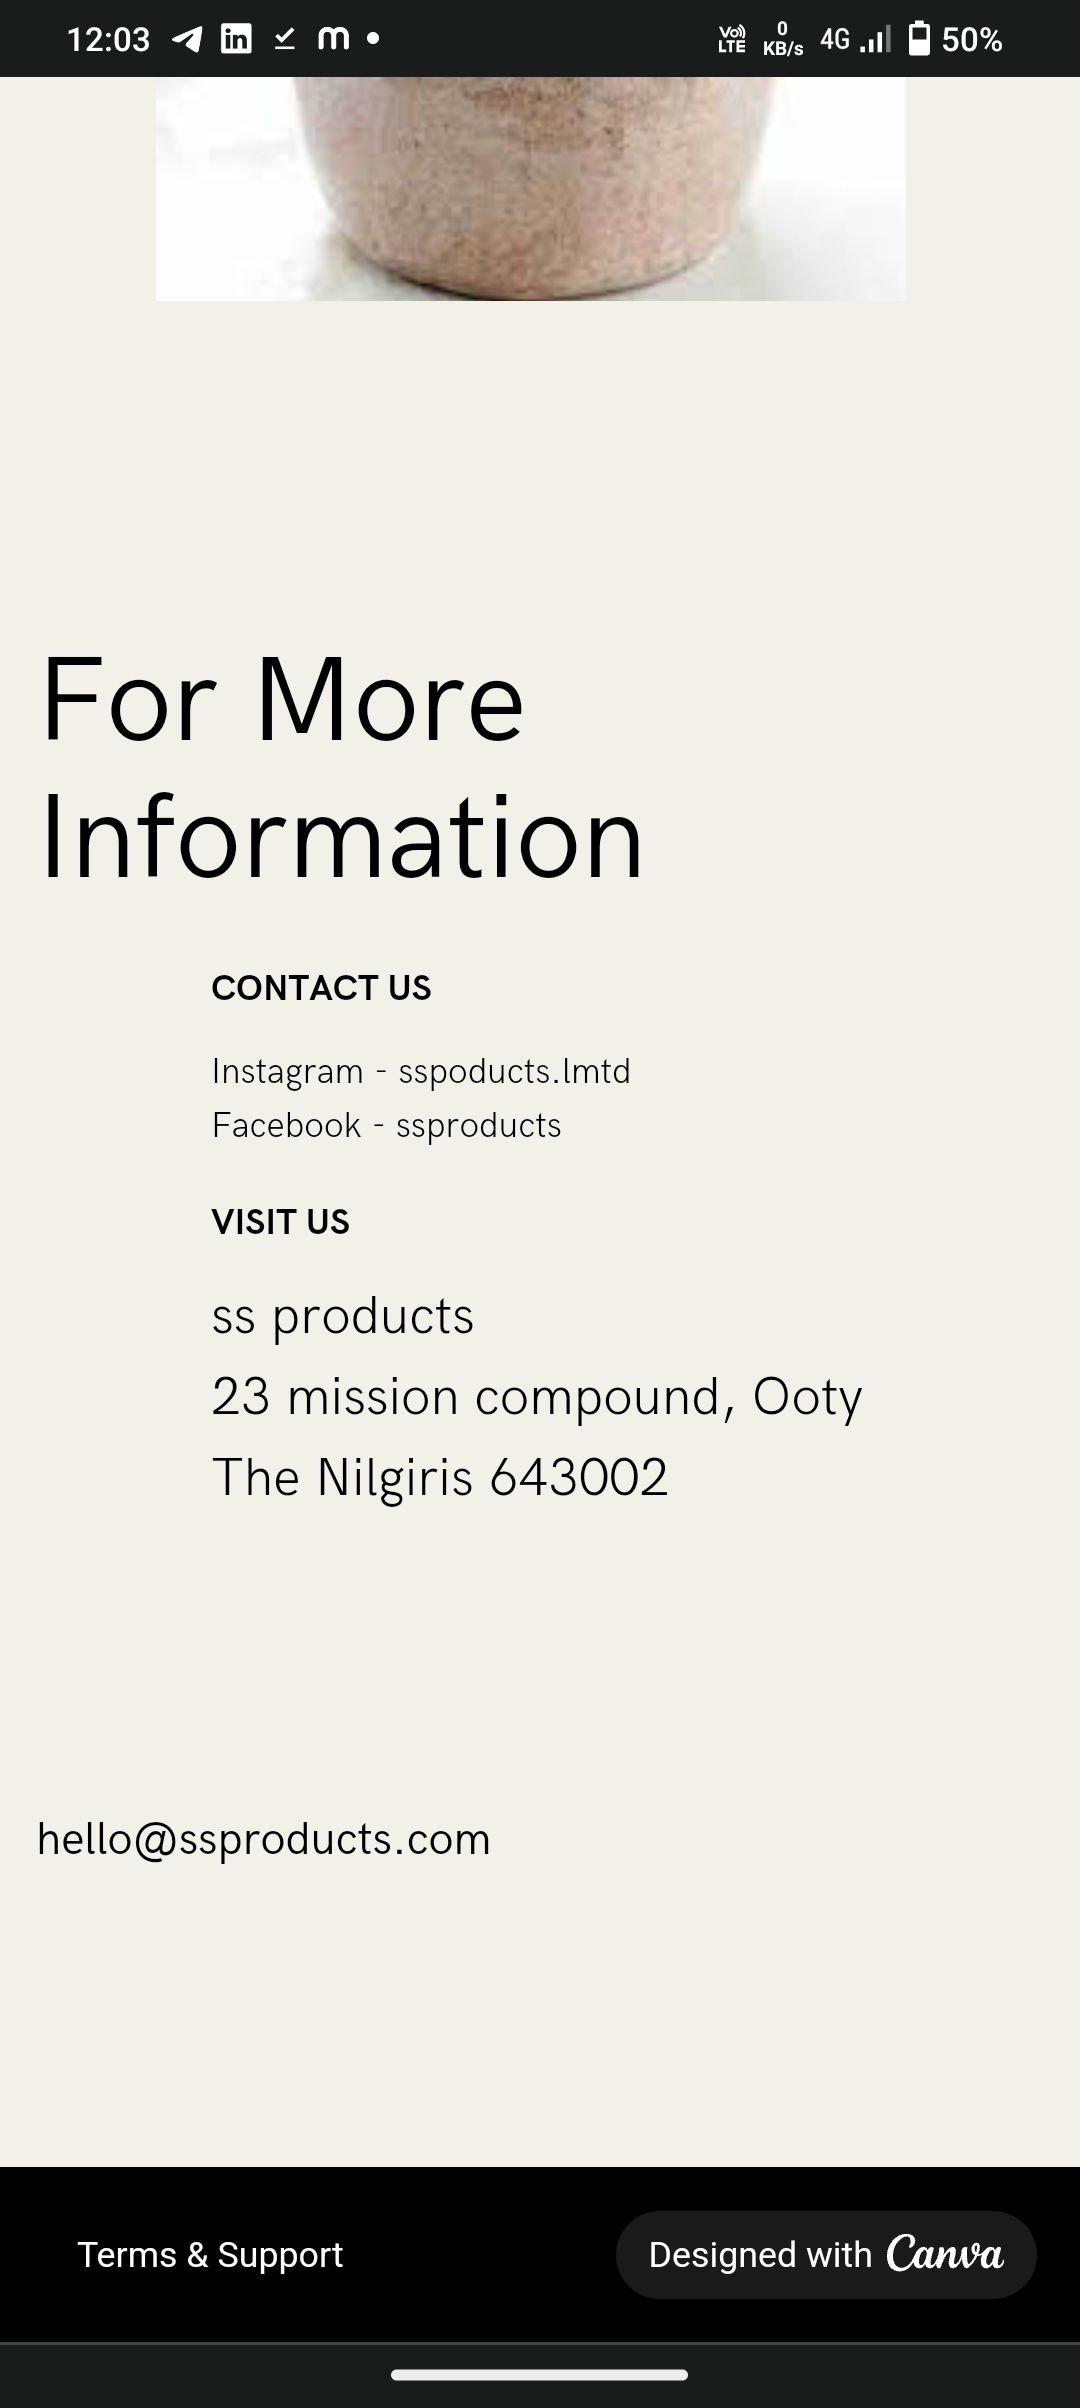 12:03
Vo) LTE
0 KB/s
4G
50%
For More
Information
CONTACT US
Instagram - sspoducts.lmtd
Facebook - ssproducts
VISIT US
ss products
23 mission compound, Ooty
The Nilgiris 643002
hello@ssproducts.com
Terms & Support
Designed with Canva